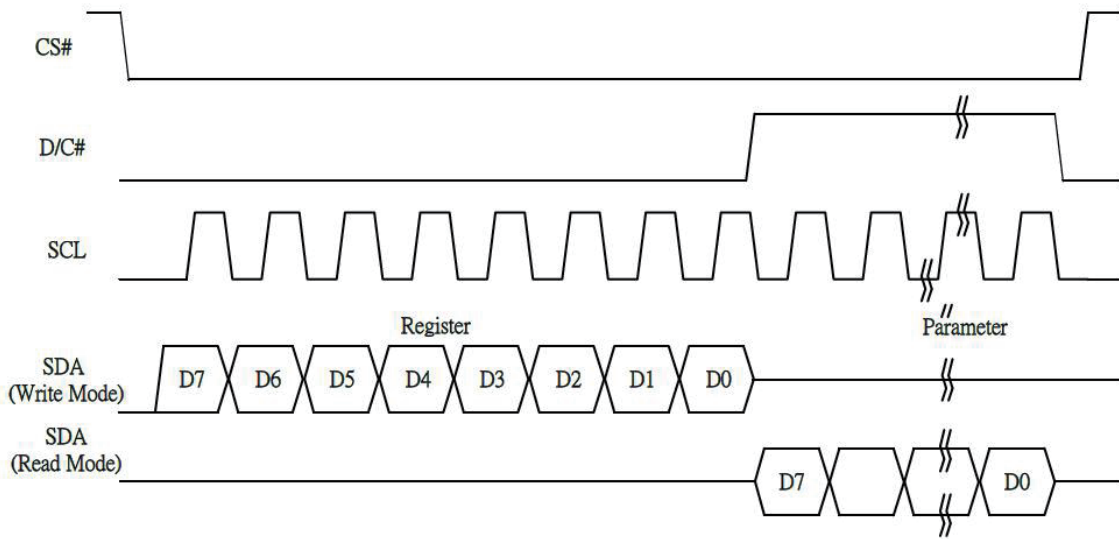 CS#
D/C#
SCL
Register
Parameter
SDA
(Write Mode)
D7
D6
D5
D4
D3
D2
D1
D0
SDA
(Read Mode)
D7
D0